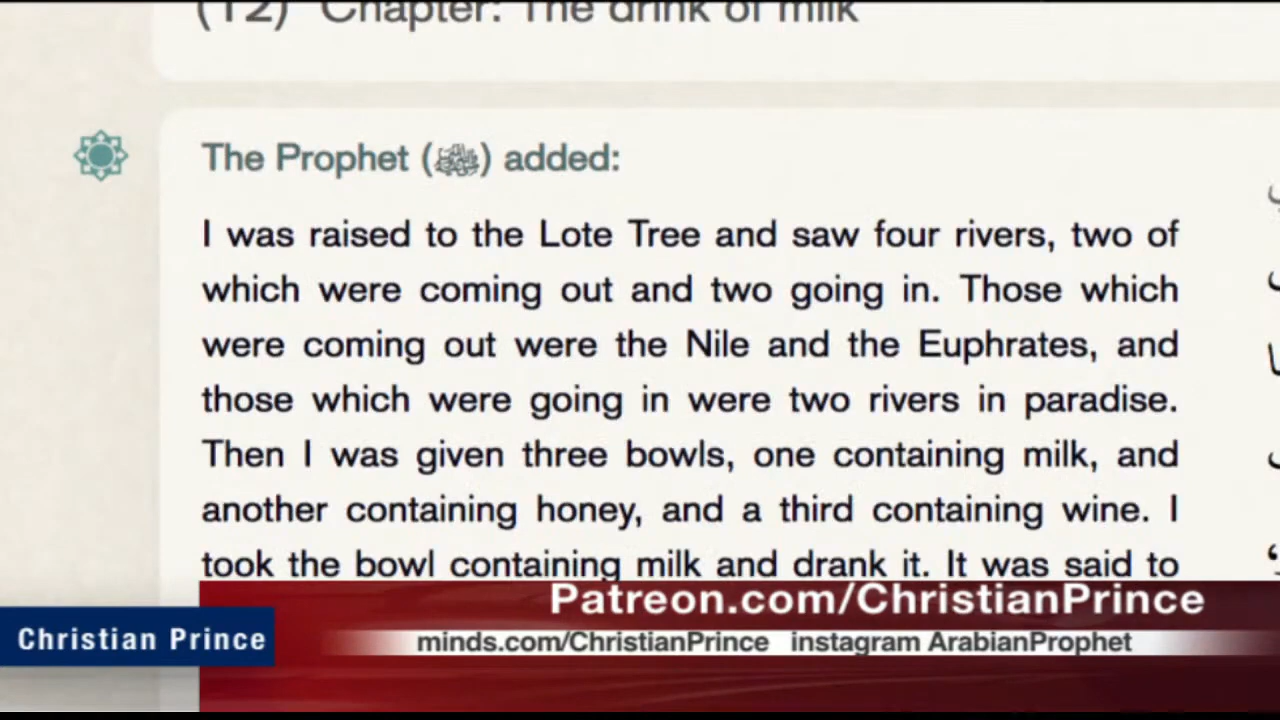 (12) Chapter: The drink of milk
The Prophet (ﷺ) added:
I was raised to the Lote Tree and saw four rivers, two of
which were coming out and two going in. Those which
were coming out were the Nile and the Euphrates, and
those which were going in were two rivers in paradise.
Then I was given three bowls, one containing milk, and
another containing honey, and a third containing wine. I
took the bowl containing milk and drank it. It was said to
Patreon.com/ChristianPrince
Christian Prince
minds.com/ChristianPrince instagram ArabianProphet